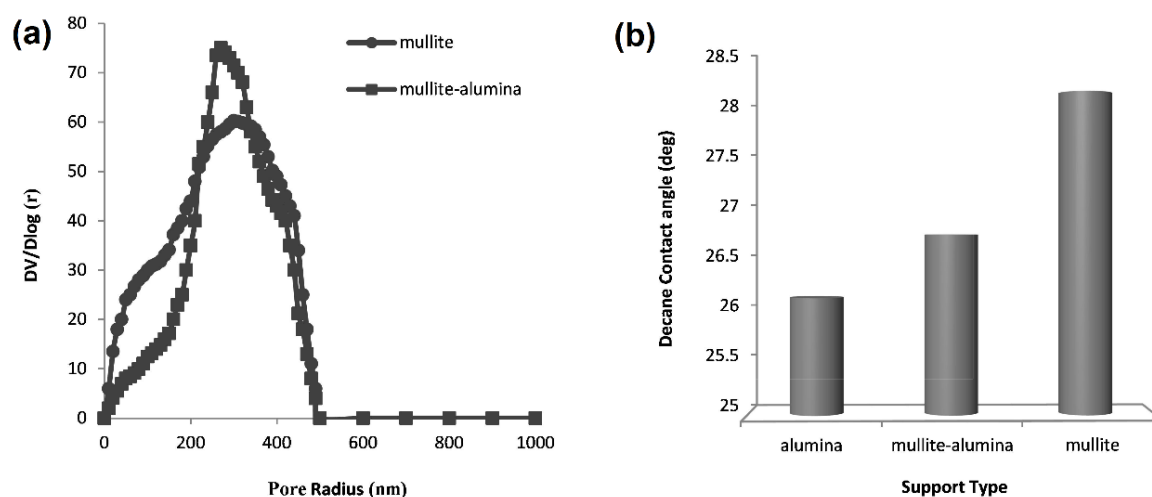 (a)
80
70
60
50
40
30
20
10
0
DV/Dlog (r)
mullite
mullite-alumina
0 200 400 600 800 1000
Pore Radius (nm)
(b)
28.5
28
27.5
27
26.5
26
25.5
25
Decane Contact angle (deg)
alumina mullite-alumina mullite
Support Type